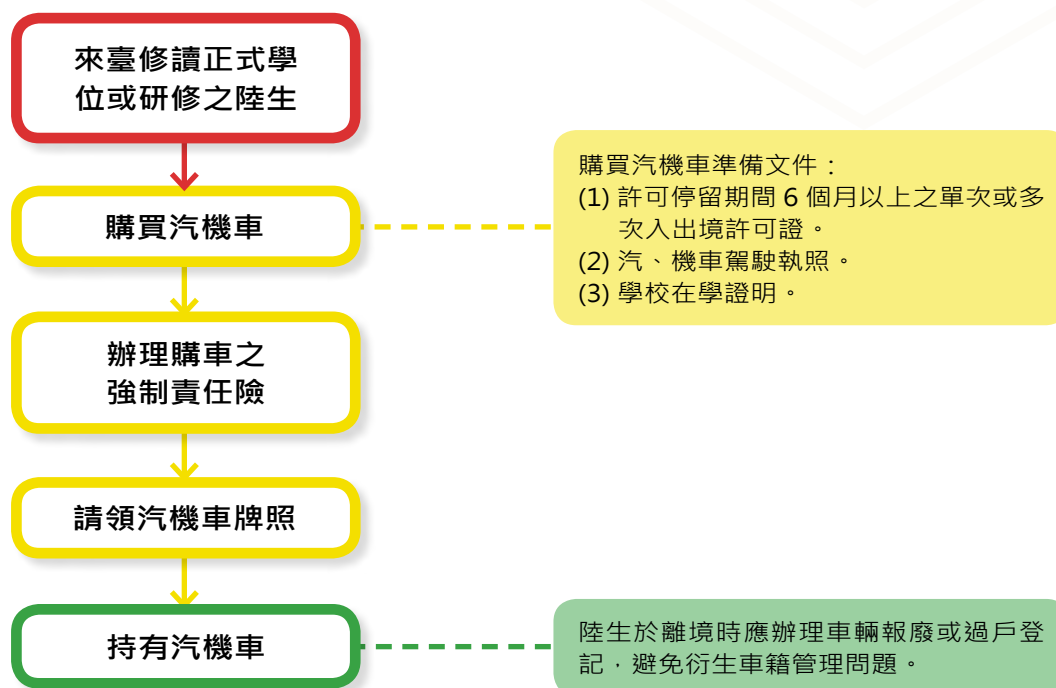 來臺修讀正式學
位或研修之陸生
購買汽機車
購買汽機車準備文件：
(1) 許可停留期間 6 個月以上之單次或多
次入出境許可證。
(2) 汽、機車駕駛執照。
(3) 學校在學證明。
辦理購車之
強制責任險
請領汽機車牌照
持有汽機車
陸生於離境時應辦理車輛報廢或過戶登
記，避免衍生車籍管理問題。